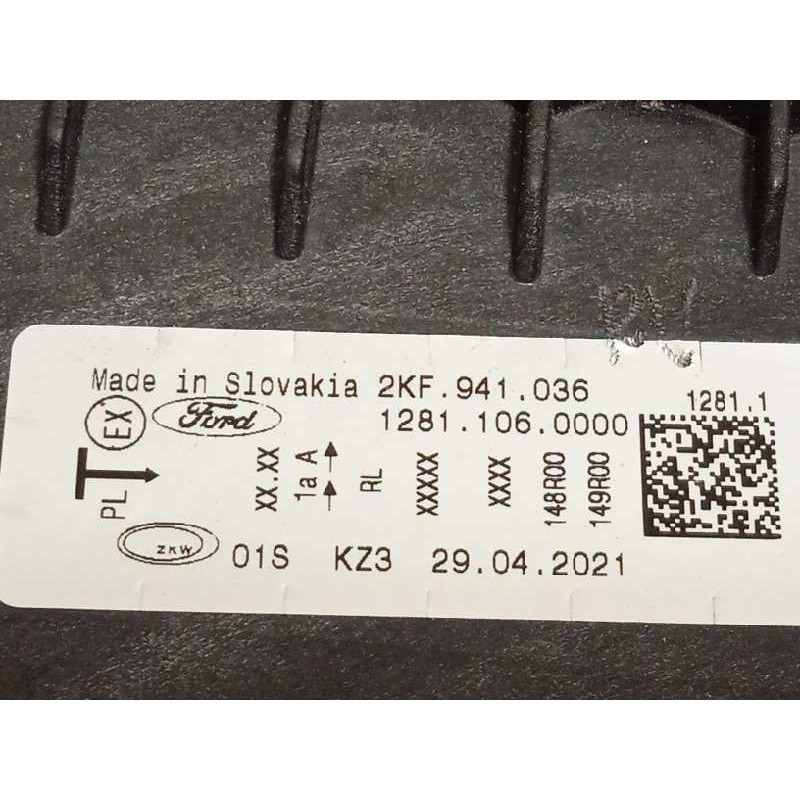 Made in Slovakia 2KF.941.036
1281.1
EX
Ford
1281.106.0000
T
PL
XX.XX
1a A
RL
XXXXX
XXXX
148R00
149R00
ZKW
01S KZ3 29.04.2021